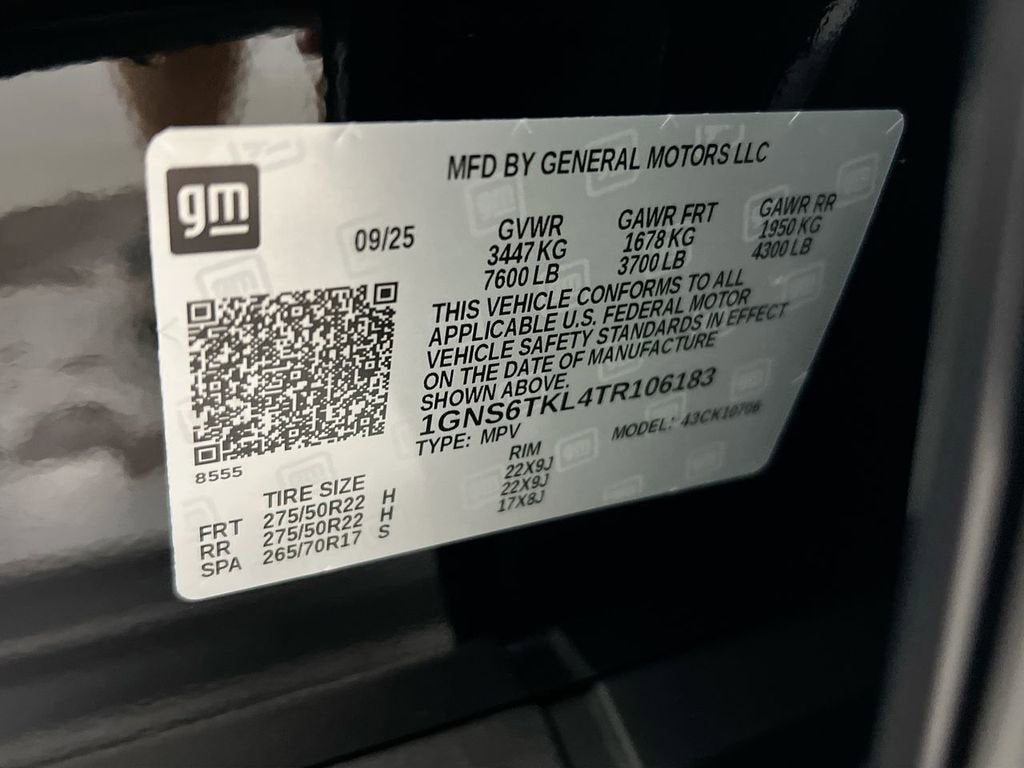 gm
MFD BY GENERAL MOTORS LLC
09/25
GVWR GAWR FRT GAWR RR
3447 KG 1678 KG 1950 KG
7600 LB 3700 LB 4300 LB
THIS VEHICLE CONFORMS TO ALL
APPLICABLE U.S. FEDERAL MOTOR
VEHICLE SAFETY STANDARDS IN EFFECT
ON THE DATE OF MANUFACTURE
SHOWN ABOVE.
1GNS6TKL4TR106183
TYPE: MPV MODEL: 43CK10706
8555
TIRE SIZE RIM
FRT 275/50R22 H 22X9J
RR 275/50R22 H 22X9J
SPA 265/70R17 S 17X8J